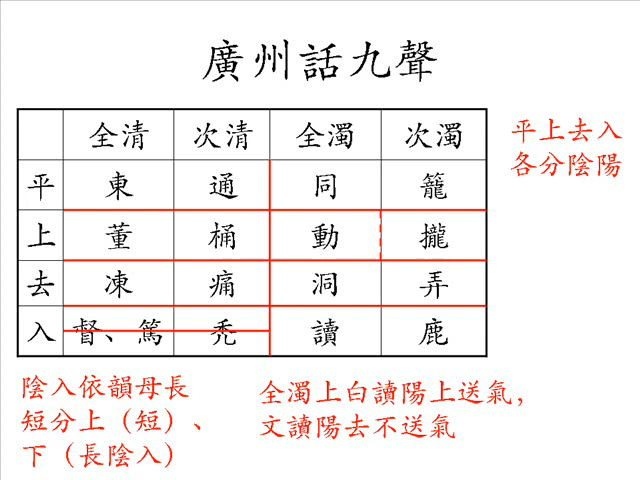 廣州話九聲
全清 次清 全濁 次濁
平 東 通 同 籠
上 董 桶 動 攏
去 凍 痛 洞 弄
入 督、篤 禿 讀 鹿
平上去入
各分陰陽
陰入依韻母長
短分上（短）、
下（長陰入）
全濁上白讀陽上送氣，
文讀陽去不送氣